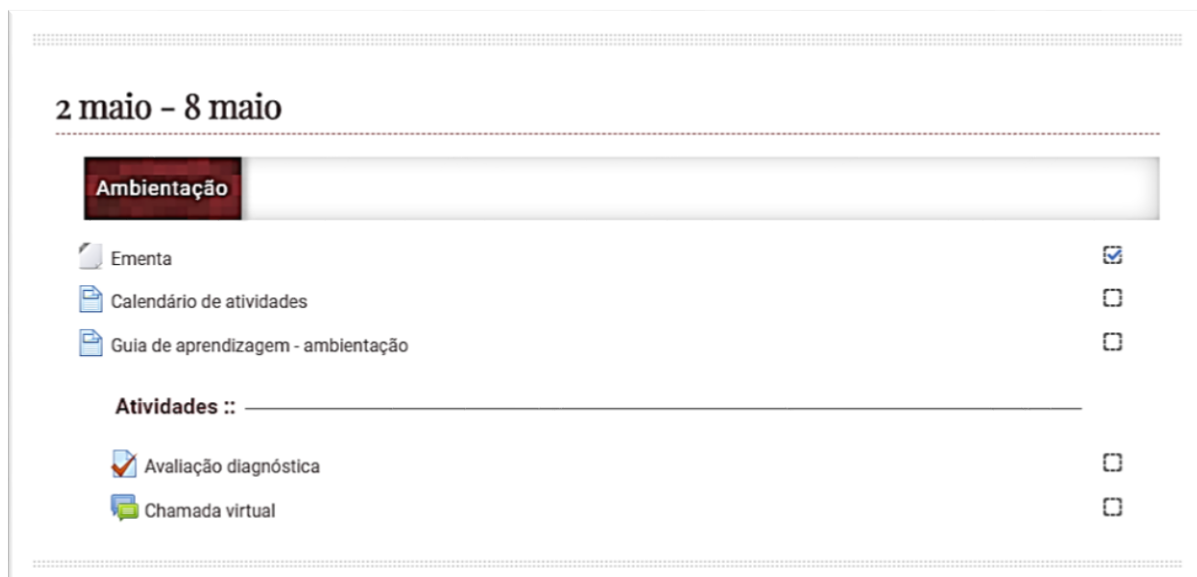 2 maio – 8 maio
Ambientação
Ementa
Calendário de atividades
Guia de aprendizagem - ambientação
Atividades ::
Avaliação diagnóstica
Chamada virtual